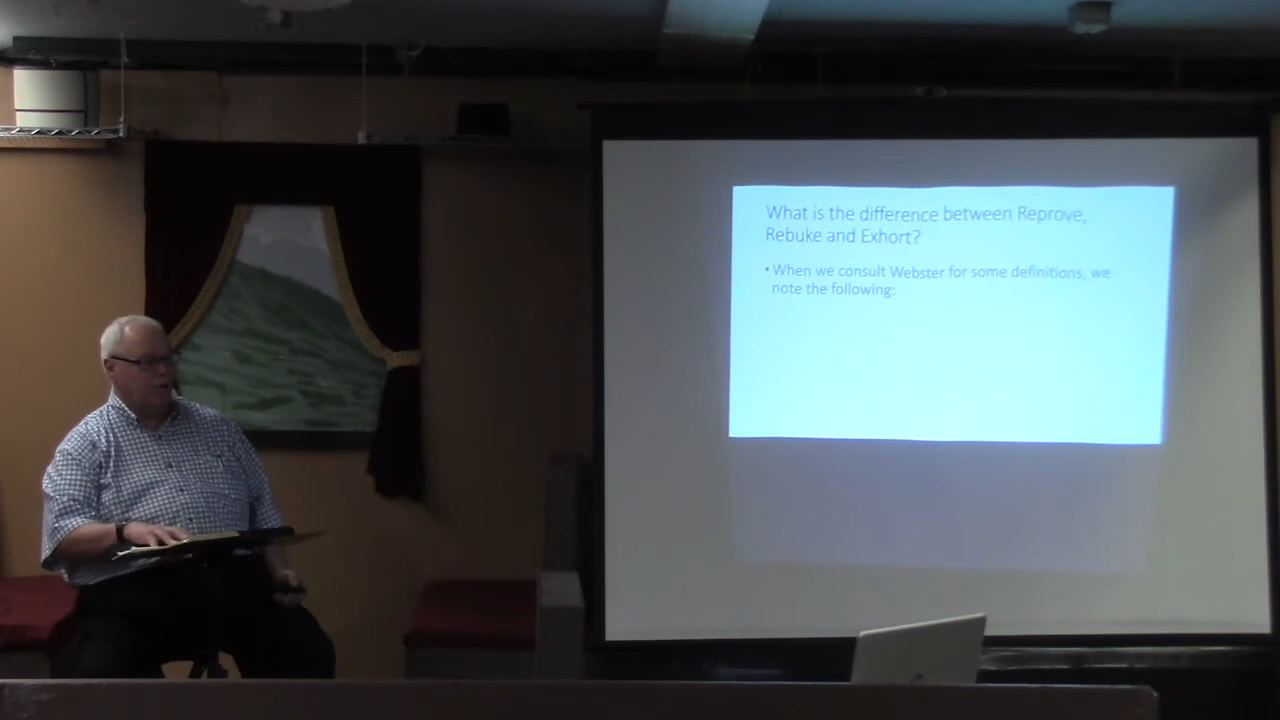 What is the difference between Reprove,
Rebuke and Exhort?
• When we consult Webster for some definitions, we
note the following: